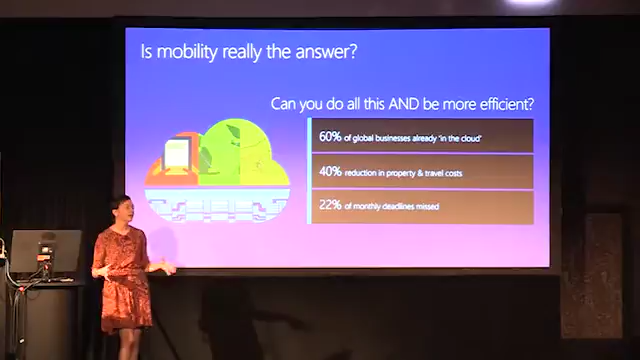 Is mobility really the answer?
Can you do all this AND be more efficient?
60% of global businesses already 'in the cloud'
40% reduction in property & travel costs
22% of monthly deadlines missed